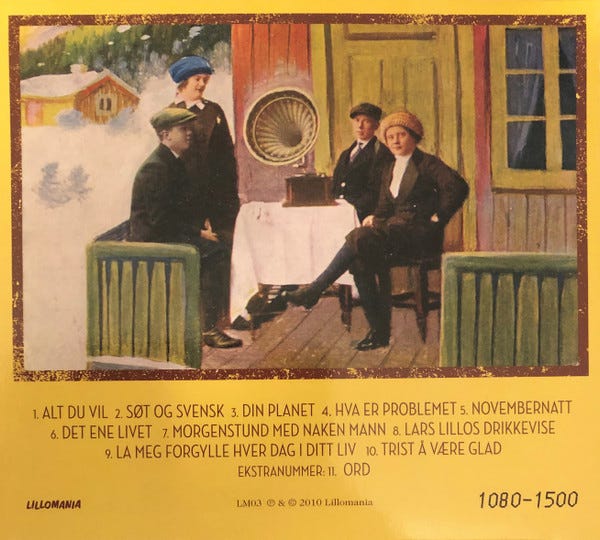 1. ALT DU VIL 2. SØT OG SVENSK 3. DIN PLANET 4. HVA ER PROBLEMET 5. NOVEMBERNATT
6. DET ENE LIVET 7. MORGENSTUND MED NAKEN MANN 8. LARS LILLOS DRIKKEVISE
9. LA MEG FORGYLLE HVER DAG I DITT LIV 10. TRIST Å VÆRE GLAD
EKSTRANUMMER: 11. ORD
LILLOMANIA LM03 ℗ & © 2010 Lillomania 1080-1500